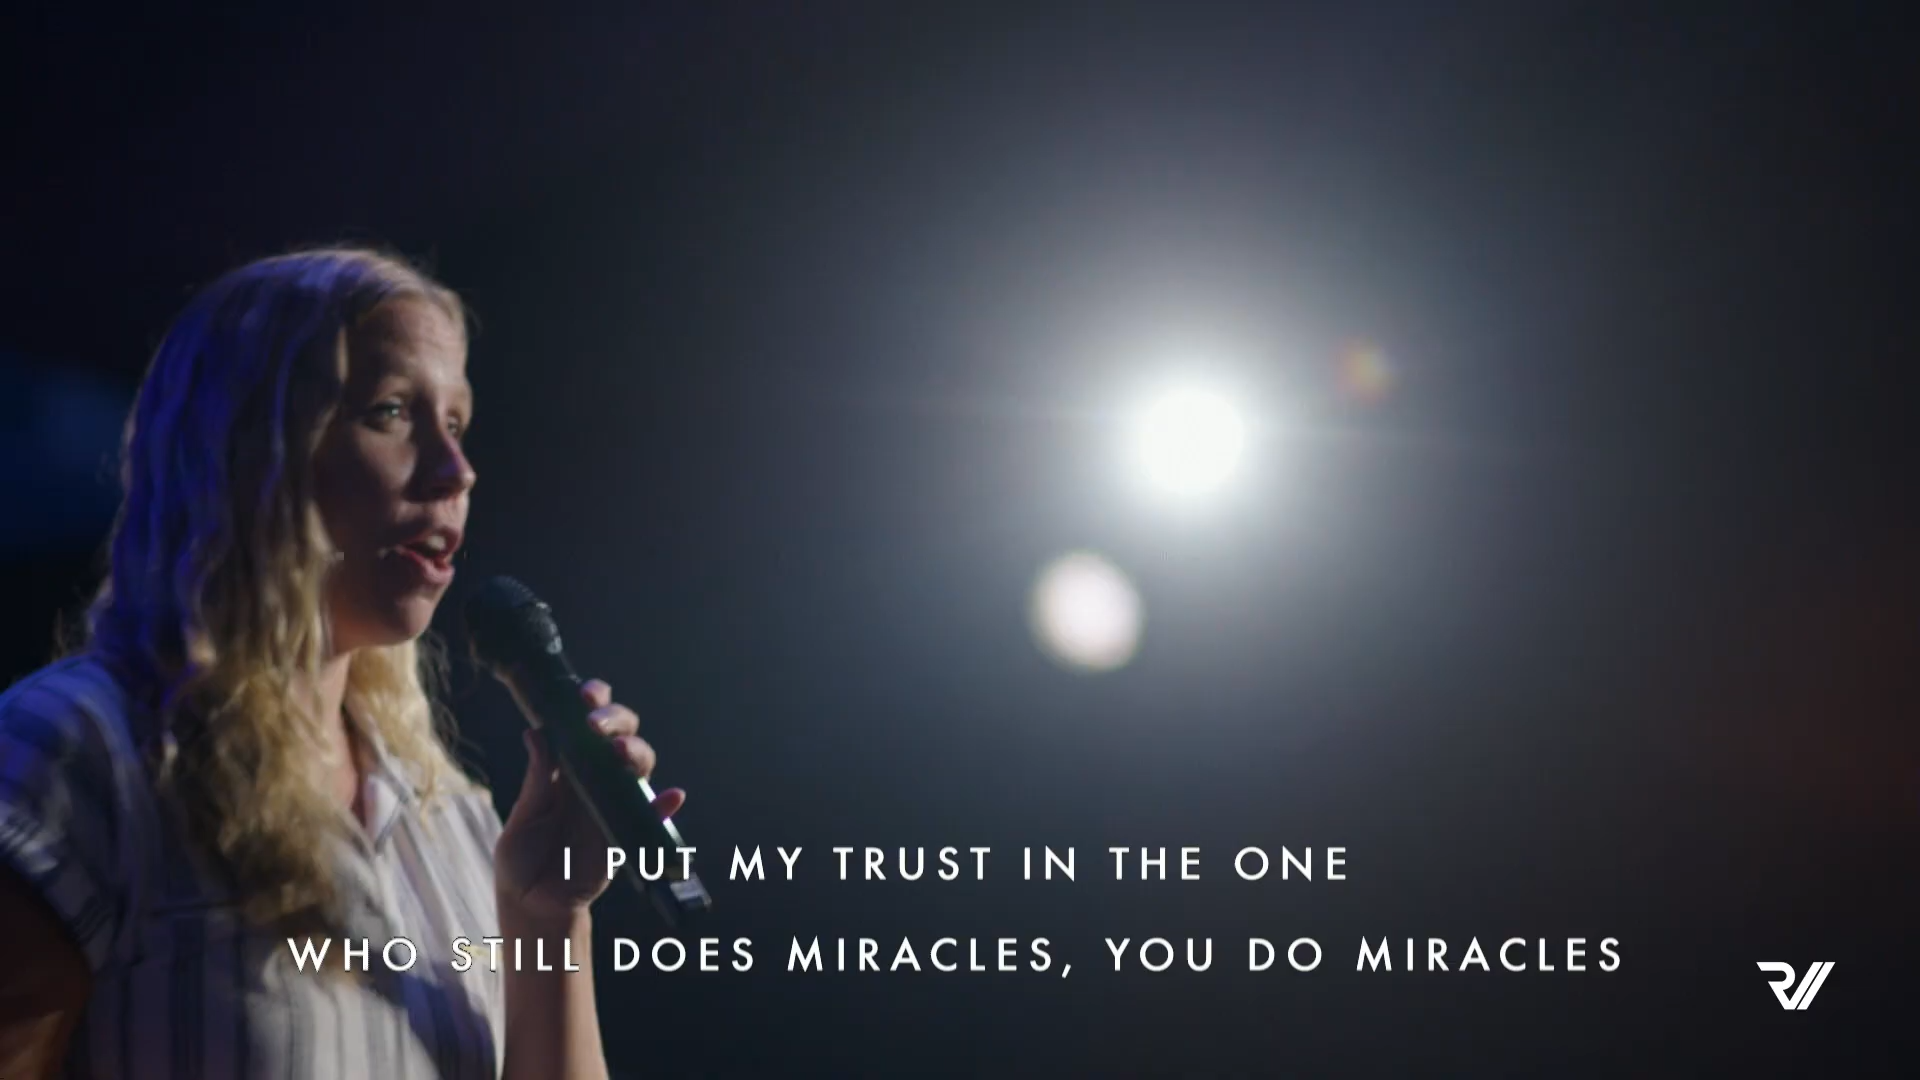 I PUT MY TRUST IN THE ONE
WHO STILL DOES MIRACLES, YOU DO MIRACLES